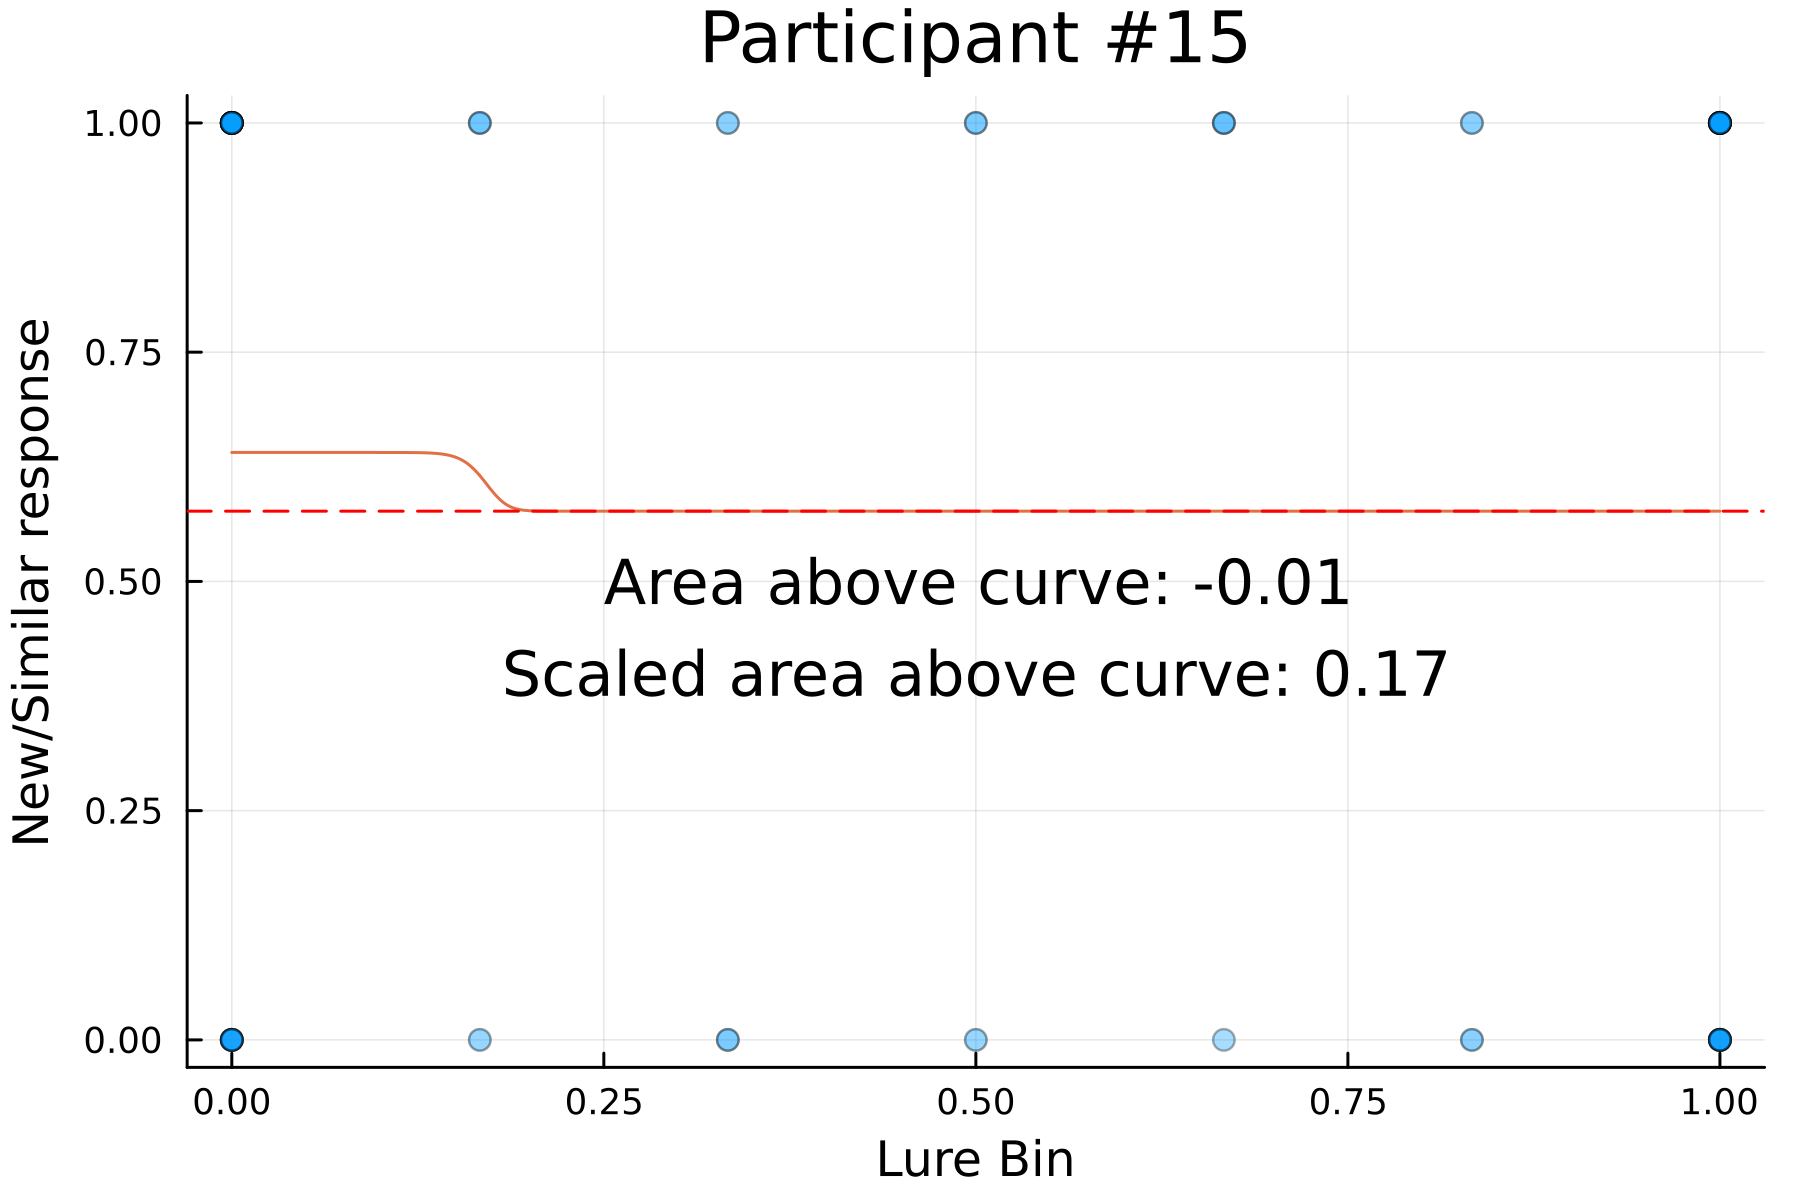 Participant #15
1.00
0.75
0.50
0.25
0.00
New/Similar response
Area above curve: -0.01
Scaled area above curve: 0.17
0.00 0.25 0.50 0.75 1.00
Lure Bin